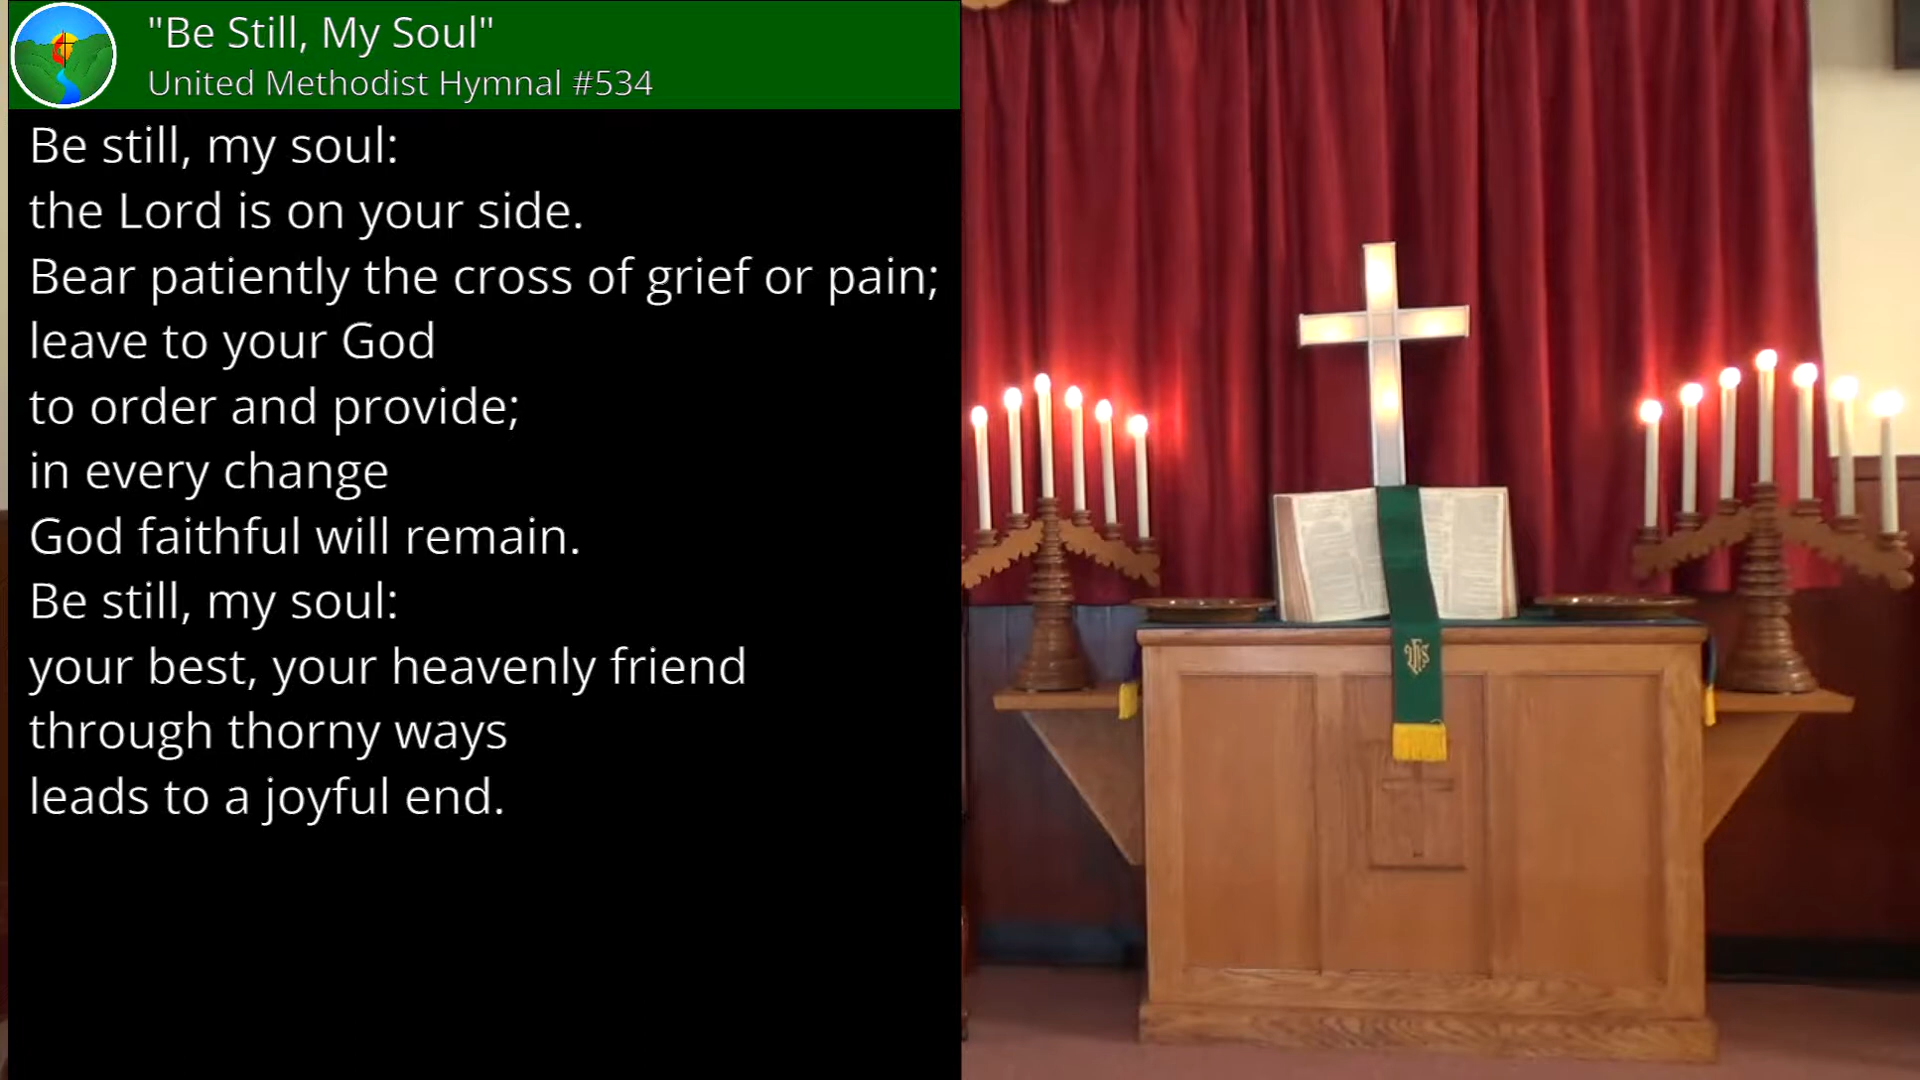 "Be Still, My Soul"
United Methodist Hymnal #534
Be still, my soul:
the Lord is on your side.
Bear patiently the cross of grief or pain;
leave to your God
to order and provide;
in every change
God faithful will remain.
Be still, my soul:
your best, your heavenly friend
through thorny ways
leads to a joyful end.